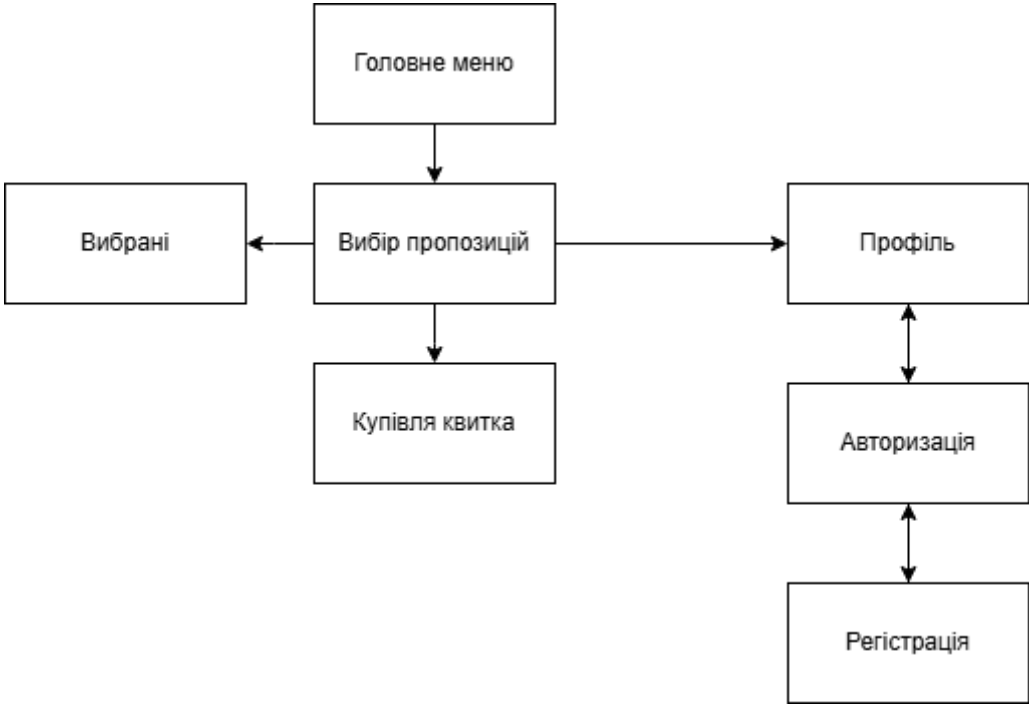 Головне меню
Вибрані
Вибір пропозицій
Профіль
Купівля квитка
Авторизація
Регістрація